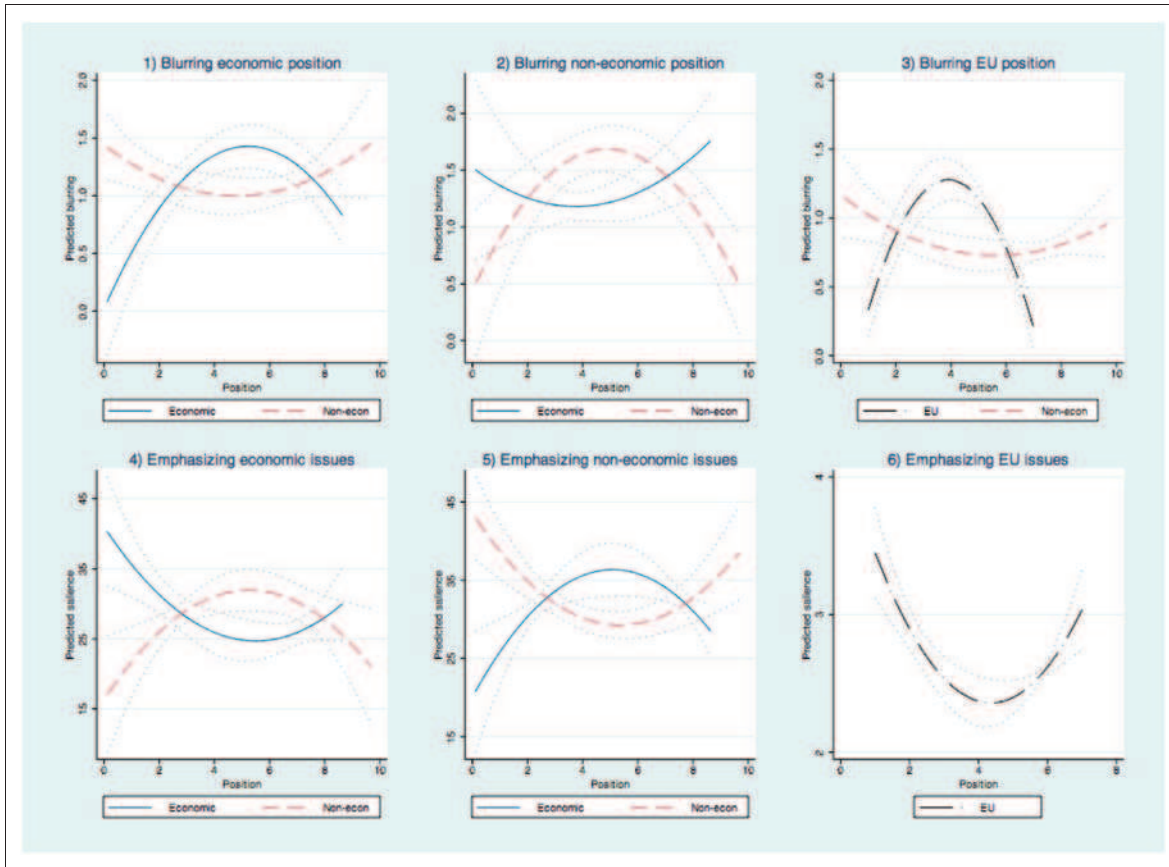 1) Blurring economic position
Predicted blurring
2.0
1.5
1.0
0.5
0.0
0 2 4 6 8 10
Position
Economic Non-econ
2) Blurring non-economic position
Predicted blurring
2.0
1.5
1.0
0.5
0.0
0 2 4 6 8 10
Position
Economic Non-econ
3) Blurring EU position
Predicted blurring
2.0
1.5
1.0
0.5
0.0
0 2 4 6 8 10
Position
EU Non-econ
4) Emphasizing economic issues
Predicted salience
45
35
25
15
0 2 4 6 8 10
Position
Economic Non-econ
5) Emphasizing non-economic issues
Predicted salience
45
35
25
15
0 2 4 6 8 10
Position
Economic Non-econ
6) Emphasizing EU issues
Predicted salience
4
3
2
0 2 4 6 8
Position
EU